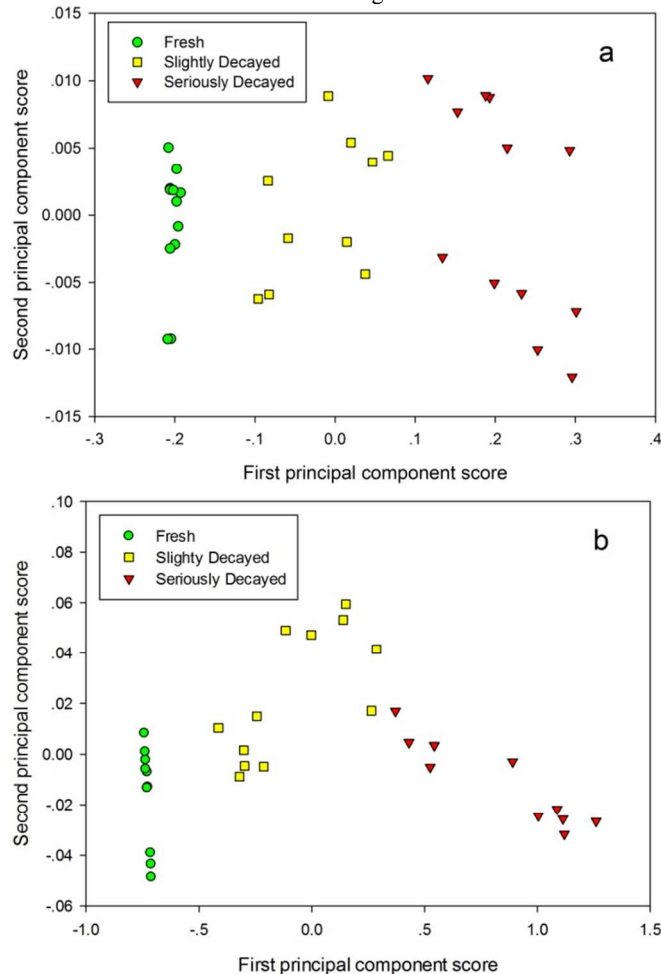 Fresh
Slightly Decayed
Seriously Decayed
a
Second principal component score
.015
.010
.005
0.000
-.005
-.010
-.015
-.3 -.2 -.1 0.0 .1 .2 .3 .4
First principal component score
Fresh
Slighty Decayed
Seriously Decayed
b
Second principal component score
.10
.08
.06
.04
.02
0.00
-.02
-.04
-.06
-1.0 -.5 0.0 .5 1.0 1.5
First principal component score